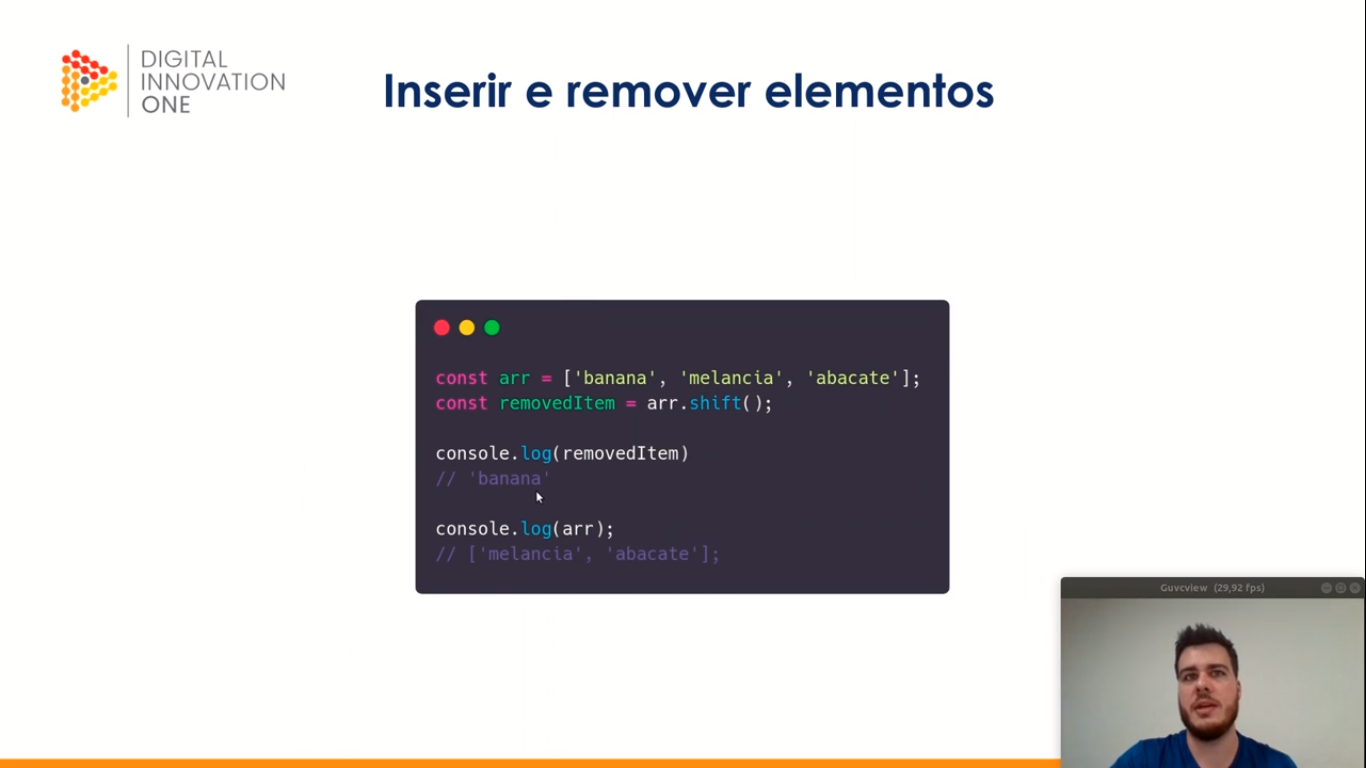 DIGITAL
INNOVATION
ONE
Inserir e remover elementos
const arr = ['banana', 'melancia', 'abacate'];
const removedItem = arr.shift();
console.log(removedItem)
// 'banana'
console.log(arr);
// ['melancia', 'abacate'];
Guvcview (29,92 fps)